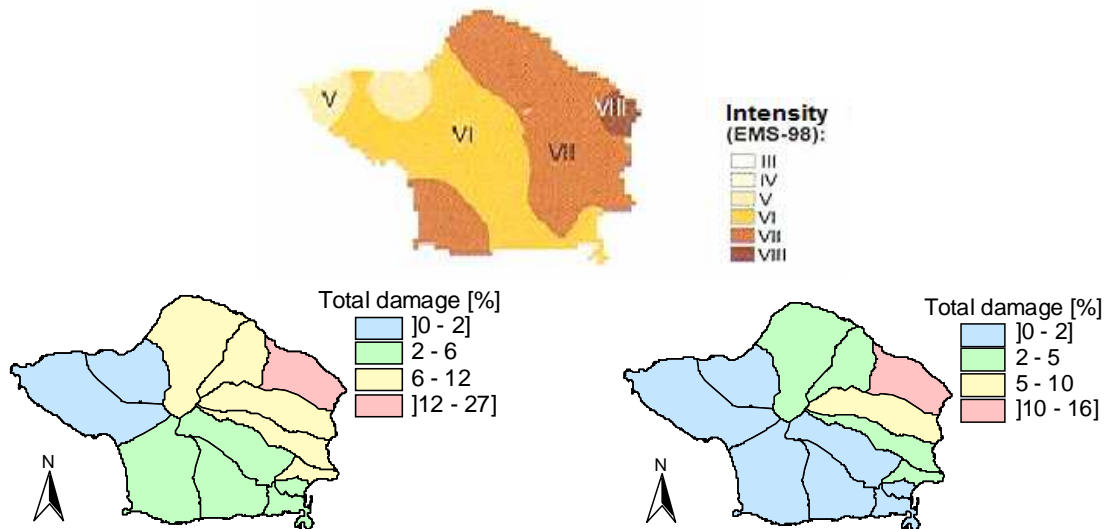 V
VI
VII
VIII
Intensity
(EMS-98):
III
IV
V
VI
VII
VIII
Total damage [%]
]0 - 2]
2 - 6
6 - 12
]12 - 27]
N
Total damage [%]
]0 - 2]
2 - 5
5 - 10
]10 - 16]
N